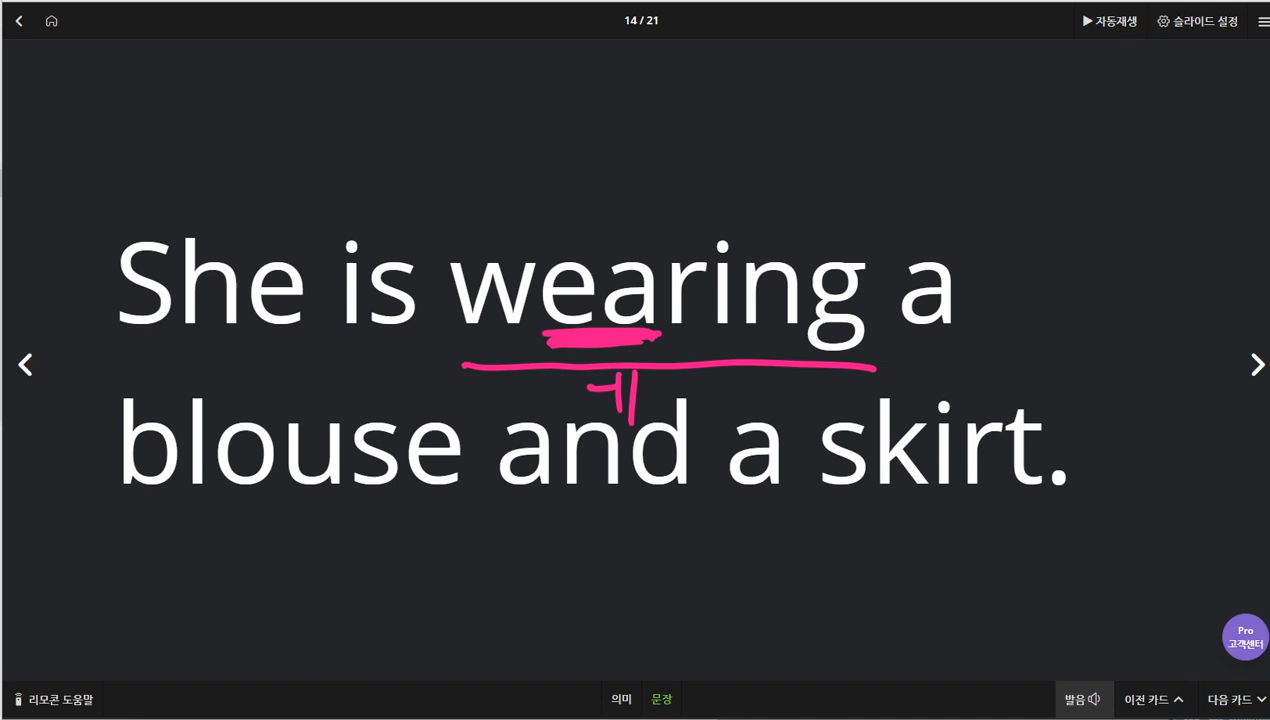 14 / 21
자동재생
슬라이드 설정
She is wearing a
ㅔ
blouse and a skirt.
Pro
고객센터
리모콘 도움말
의미
문장
발음
이전 카드
다음 카드